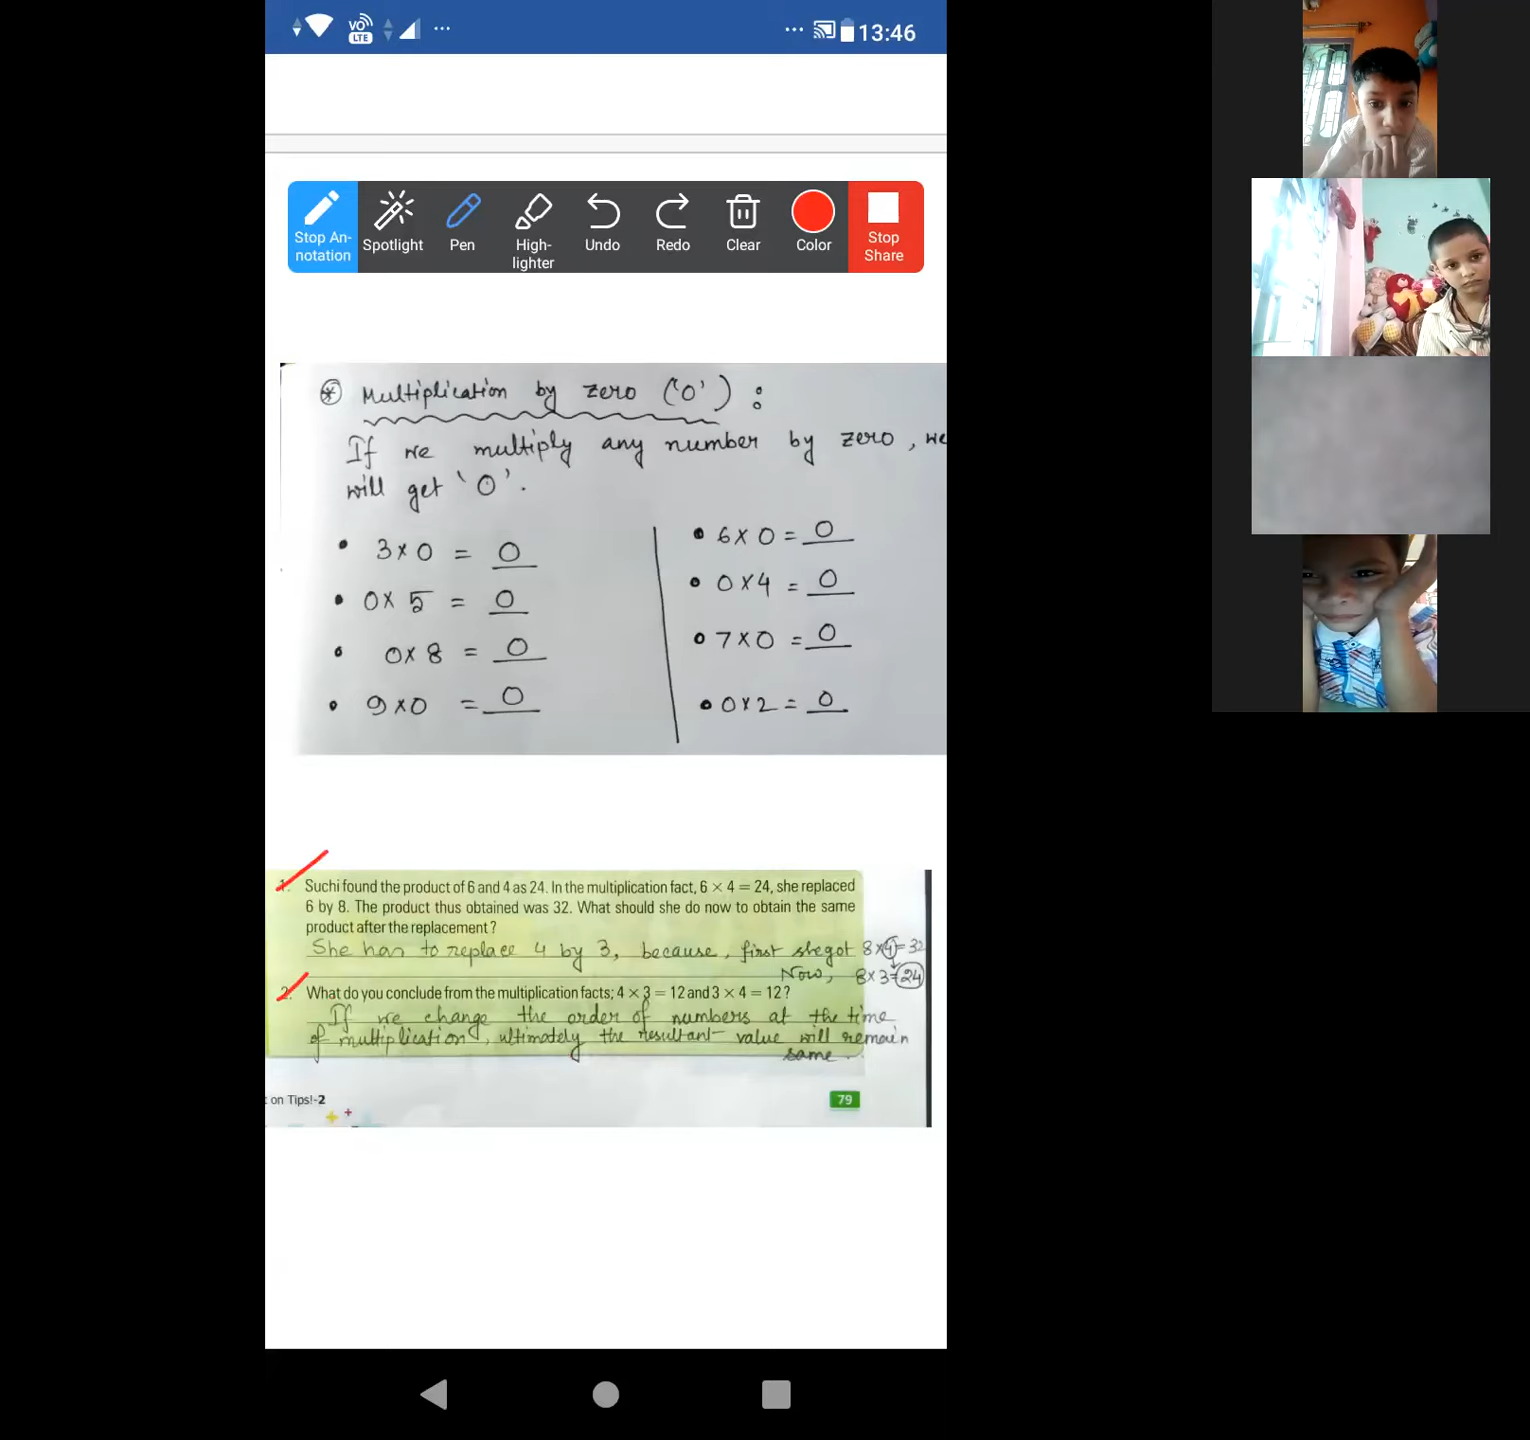 VO LTE ... ... 13:46
Stop An-notation Spotlight Pen High-lighter Undo Redo Clear Color Stop Share
Multiplication by zero ('0') :
If we multiply any number by zero, we
will get '0'.
3 x 0 = 0
0 x 5 = 0
0 x 8 = 0
9 x 0 = 0
6 x 0 = 0
0 x 4 = 0
7 x 0 = 0
0 x 2 = 0
1. Suchi found the product of 6 and 4 as 24. In the multiplication fact, 6 × 4 = 24, she replaced
6 by 8. The product thus obtained was 32. What should she do now to obtain the same
product after the replacement?
She has to replace 4 by 3, because, first she got 8 x 4 = 32
Now, 8 x 3 = 24
2. What do you conclude from the multiplication facts; 4 × 3 = 12 and 3 × 4 = 12?
If we change the order of numbers at the time
of multiplication, ultimately the resultant value will remain
same.
on Tips!-2
79